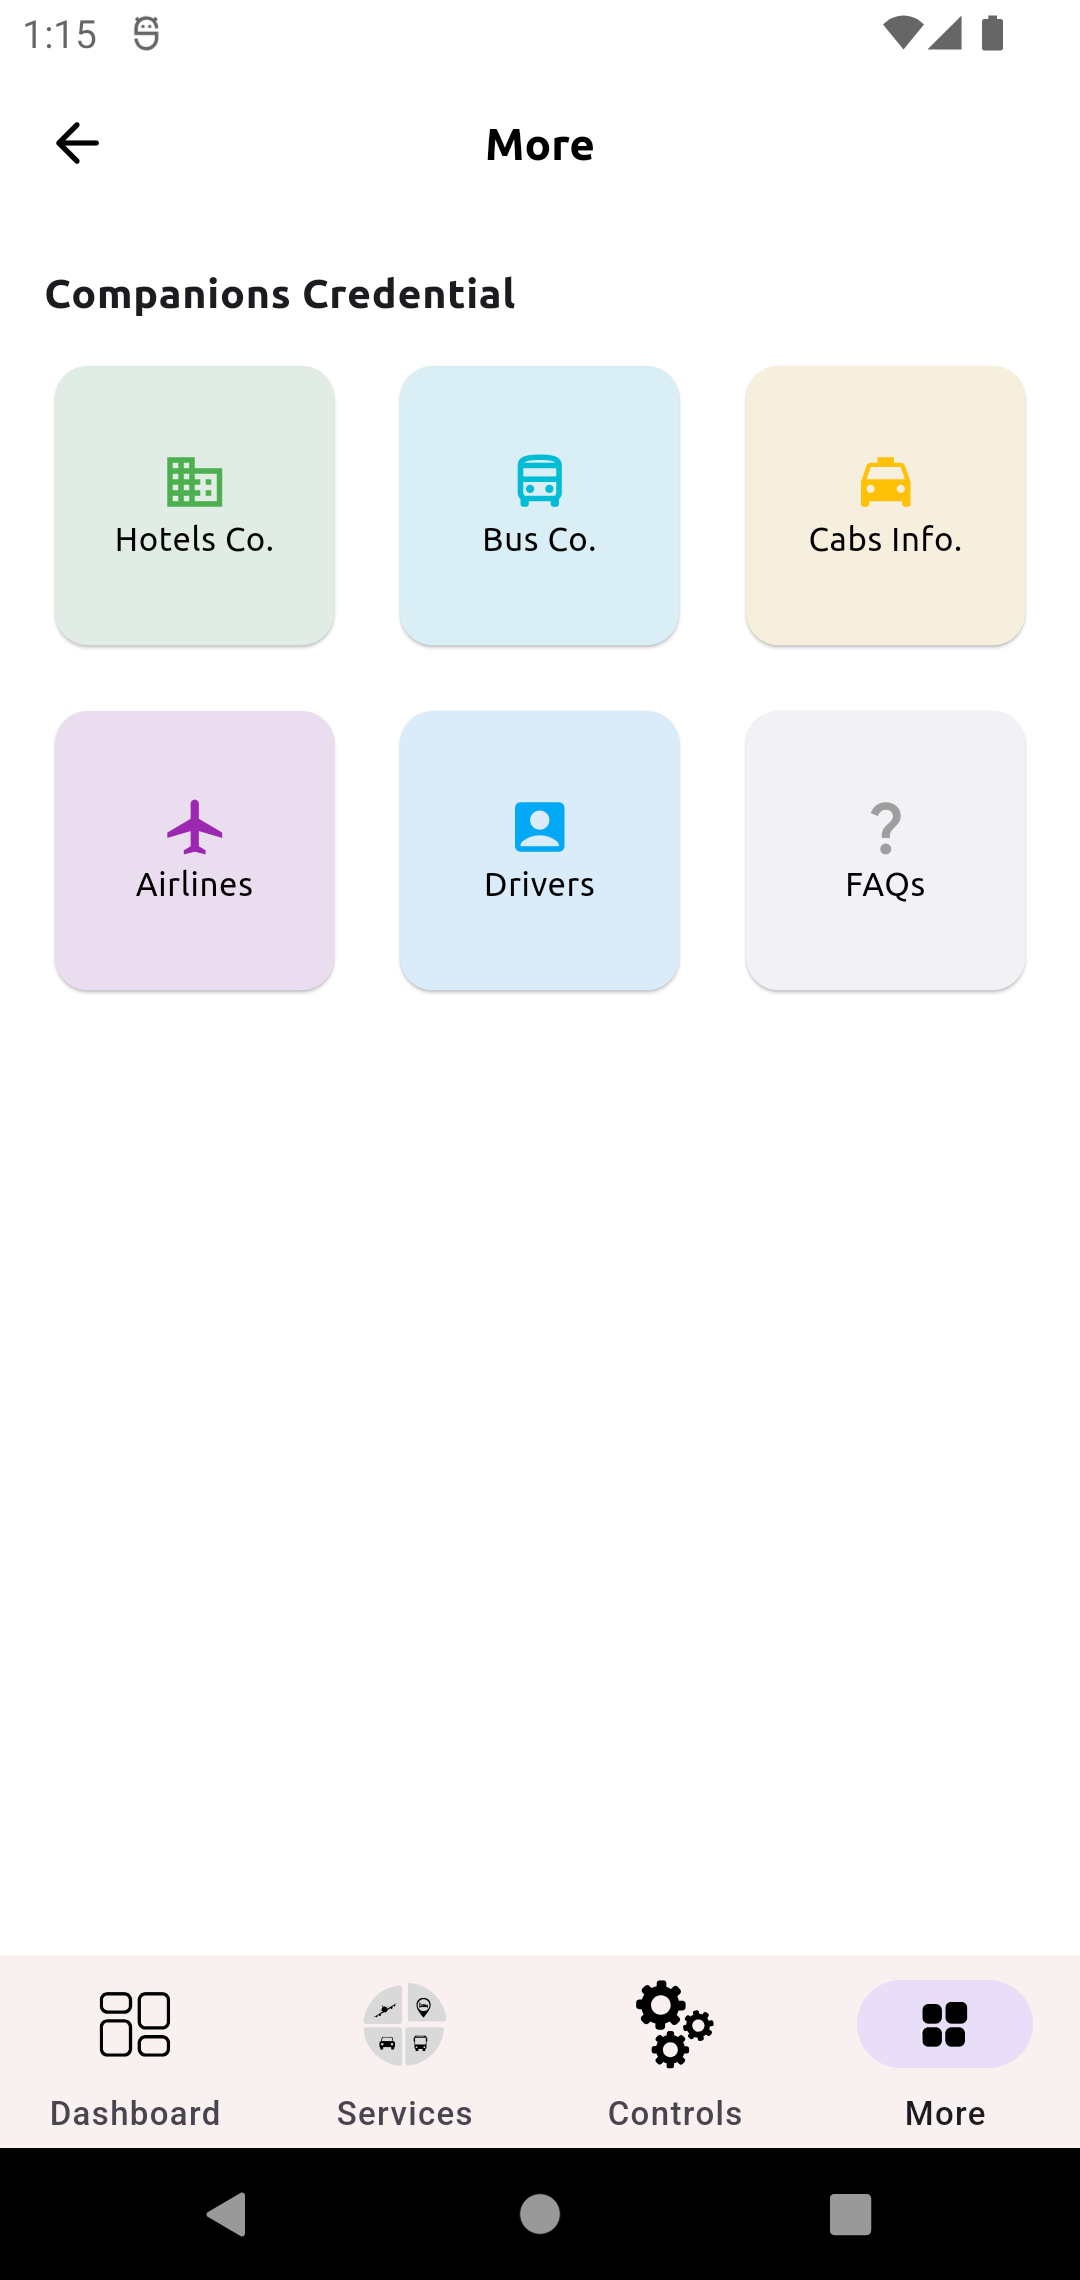 1:15
More
Companions Credential
Hotels Co.
Bus Co.
Cabs Info.
Airlines
Drivers
FAQs
Dashboard
Services
Controls
More